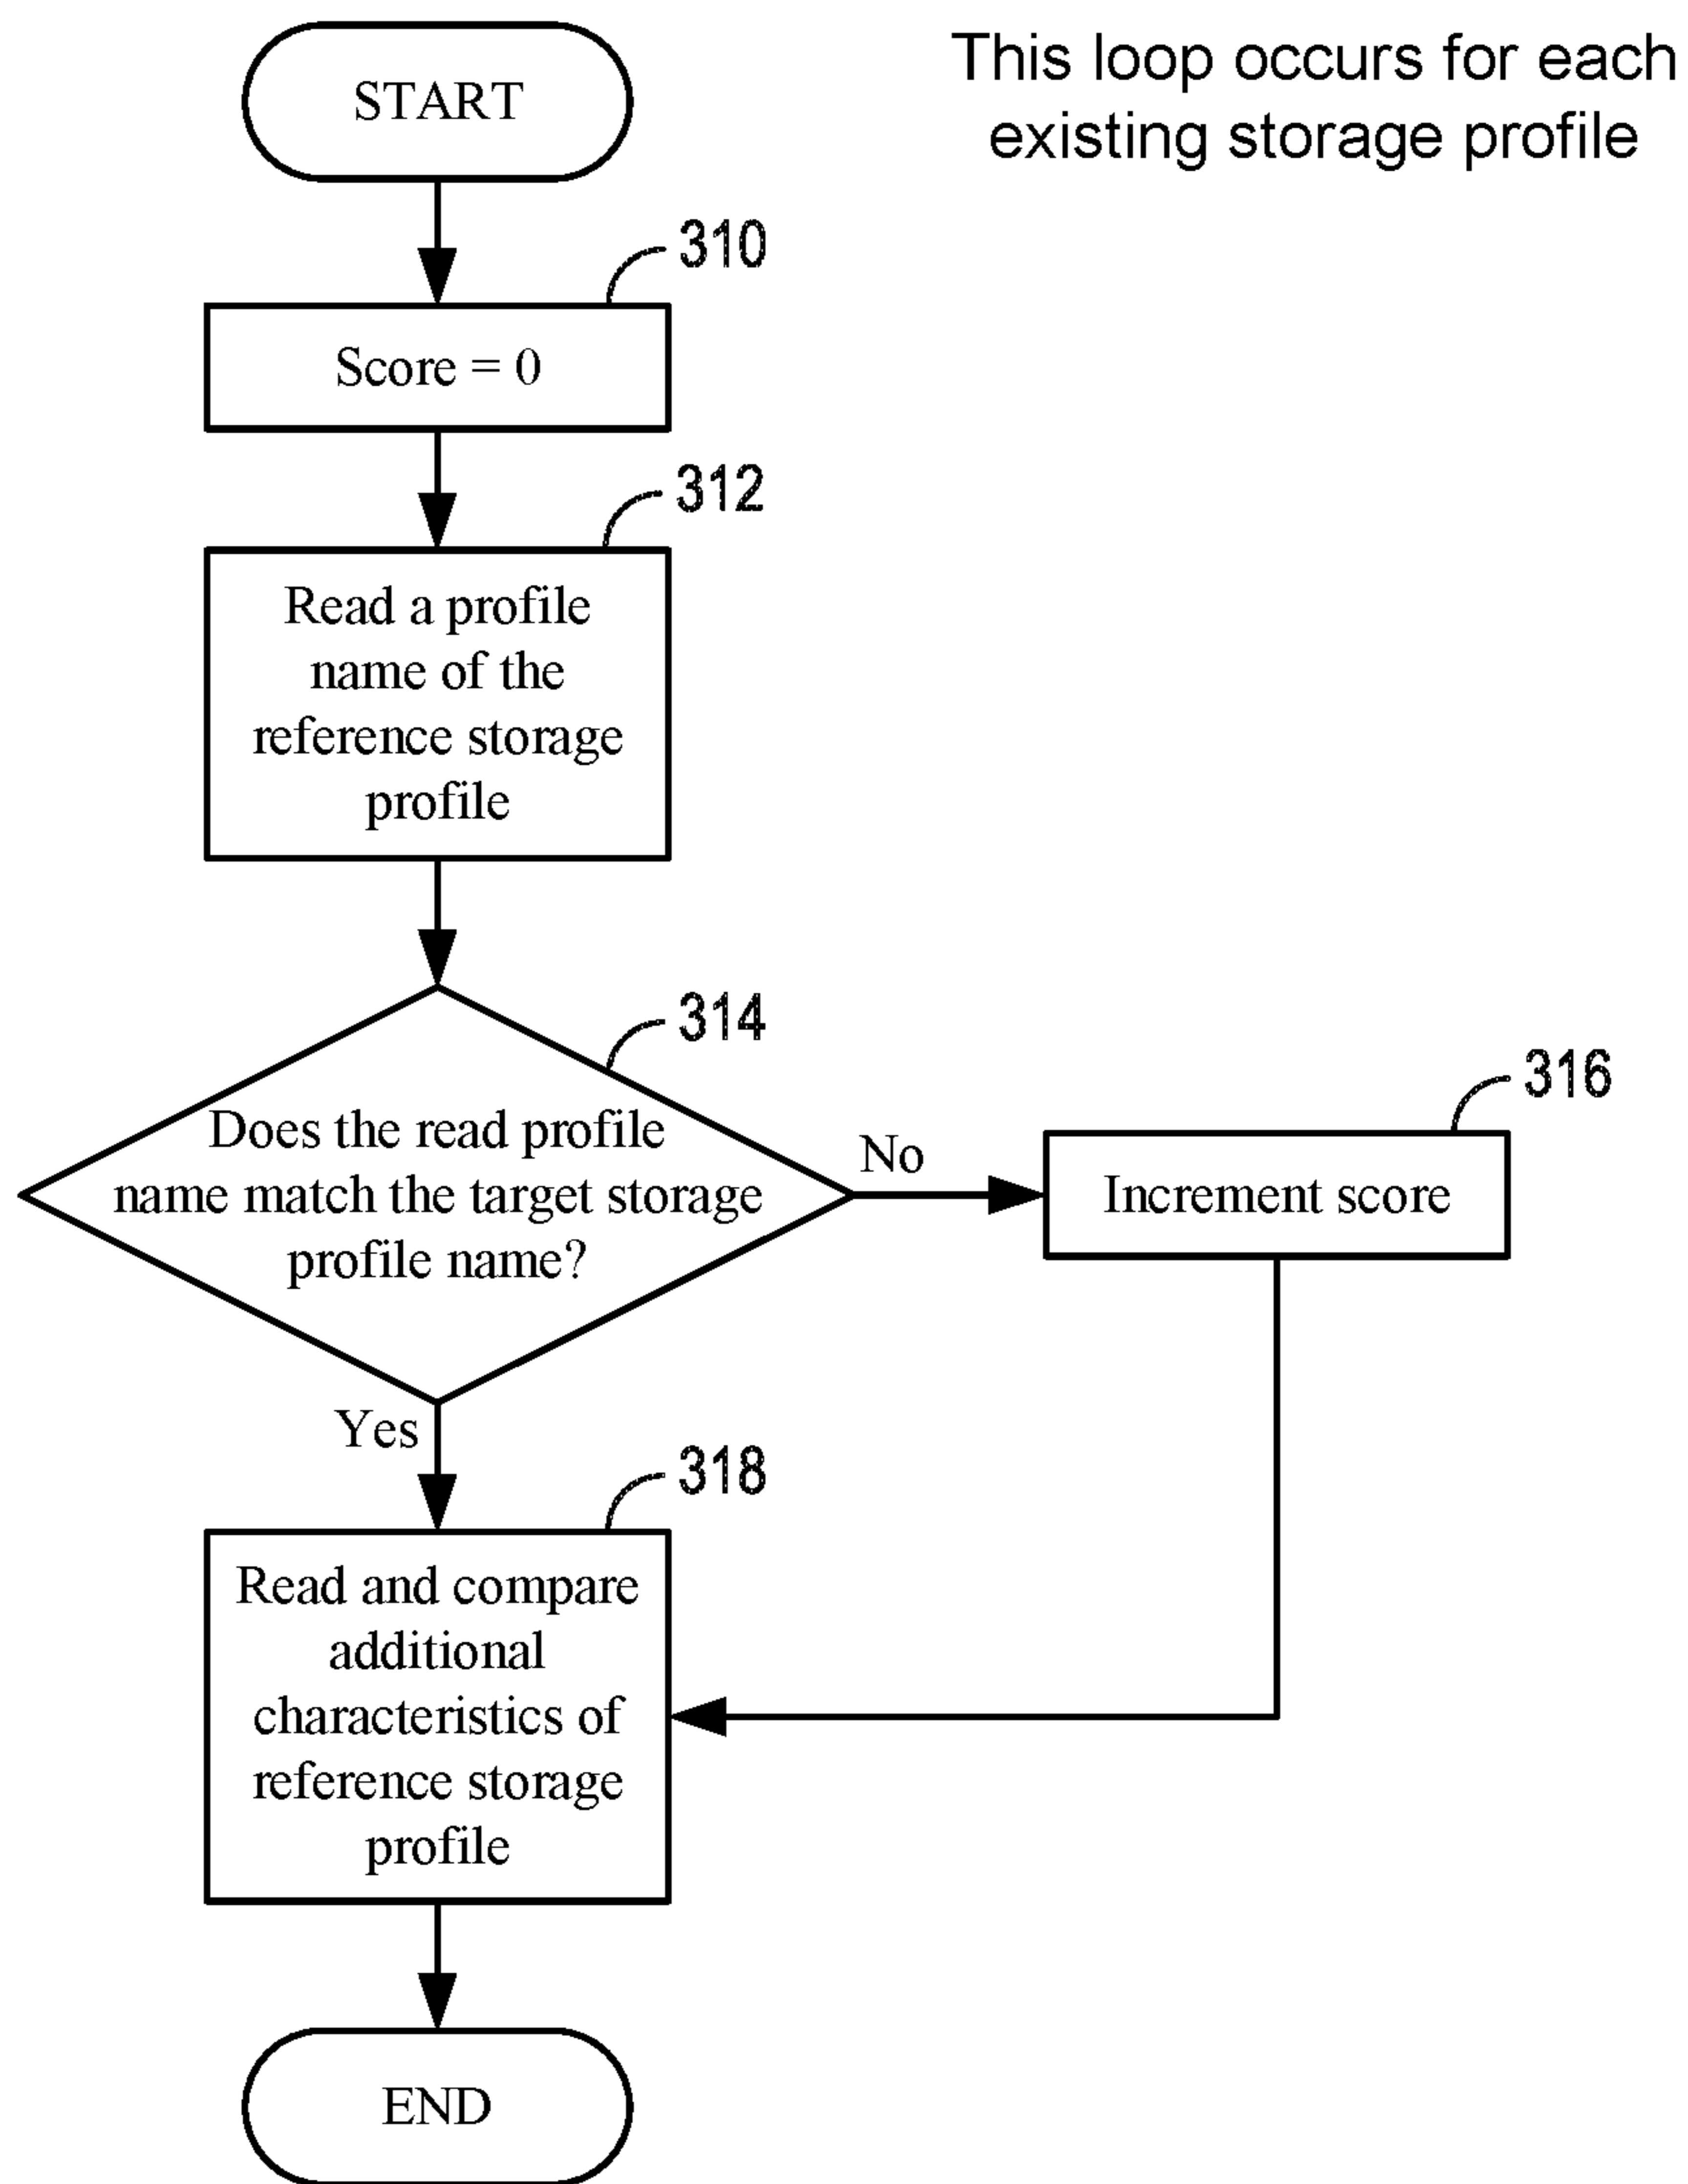 START
This loop occurs for each
existing storage profile
310
Score = 0
312
Read a profile
name of the
reference storage
profile
314
Does the read profile
name match the target storage
profile name?
No
316
Increment score
Yes
318
Read and compare
additional
characteristics of
reference storage
profile
END